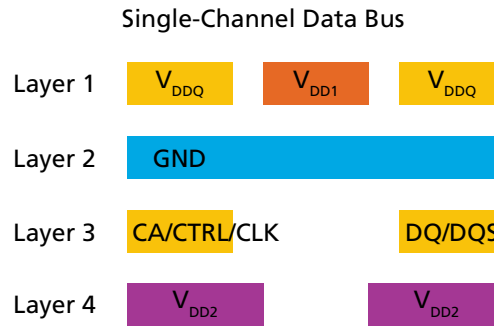 Single-Channel Data Bus
Layer 1 VDDQ VDD1 VDDQ
Layer 2 GND
Layer 3 CA/CTRL/CLK DQ/DQS
Layer 4 VDD2 VDD2